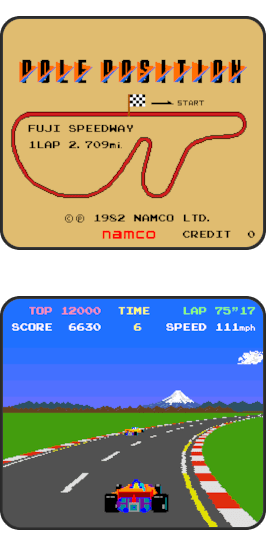 POLE POSITION
START
FUJI SPEEDWAY
1LAP 2.709mi.
© ℗ 1982 NAMCO LTD.
namco CREDIT 0
TOP 12000 TIME LAP 75"17
SCORE 6630 6 SPEED 111mph